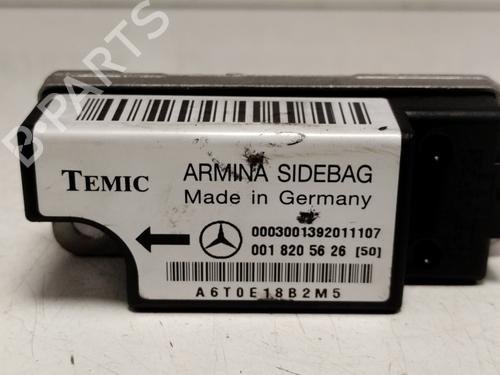 B-PARTS
TEMIC
ARMINA SIDEBAG
Made in Germany
0003001392011107
001 820 56 26 [50]
A6T0E18B2M5